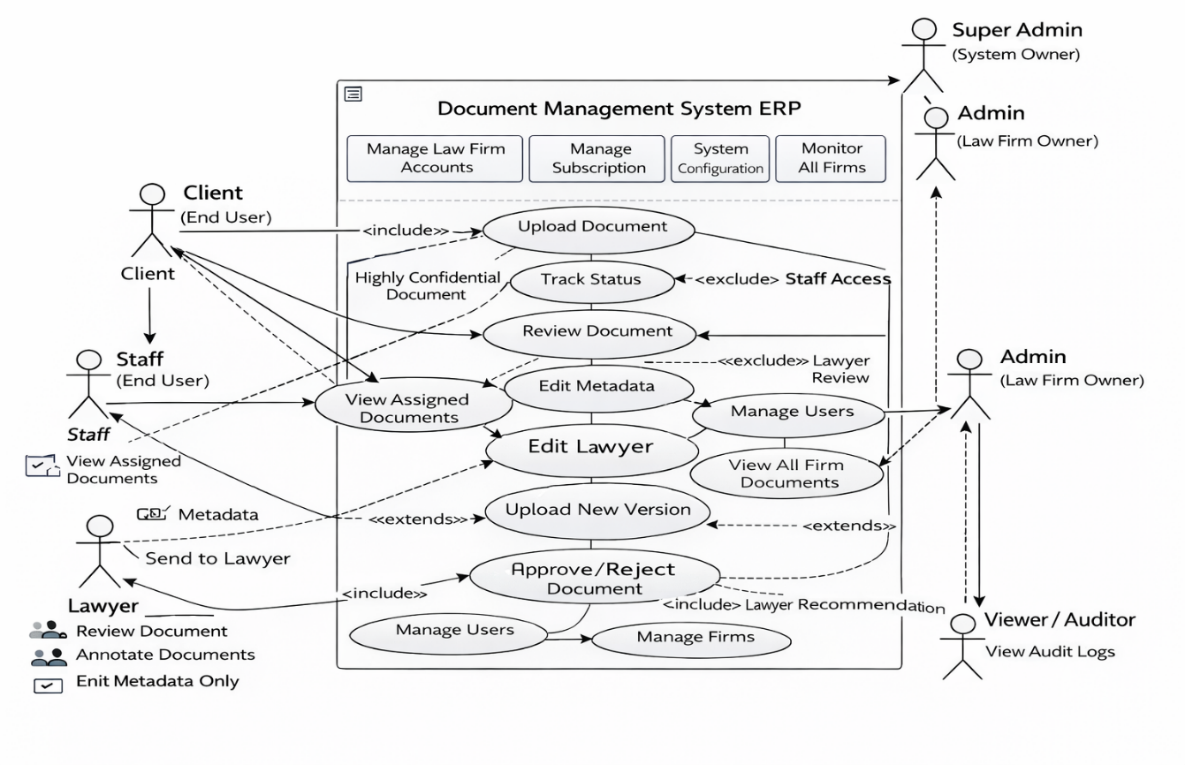 Super Admin
(System Owner)
Document Management System ERP
Admin
(Law Firm Owner)
Manage Law Firm
Accounts
Manage
Subscription
System
Configuration
Monitor
All Firms
Client
(End User)
<include>>
Upload Document
Client
Highly Confidential
Document
Track Status
<exclude> Staff Access
Review Document
<<exclude>> Lawyer
Review
Staff
(End User)
Edit Metadata
Admin
(Law Firm Owner)
View Assigned
Documents
Manage Users
Staff
View Assigned
Documents
Edit Lawyer
View All Firm
Documents
Metadata
<<extends>>
Upload New Version
<<extends>
Send to Lawyer
Approve/Reject
Document
<include>>
<include> Lawyer Recommendation
Lawyer
Review Document
Annotate Documents
Enit Metadata Only
Manage Users
Manage Firms
Viewer / Auditor
View Audit Logs